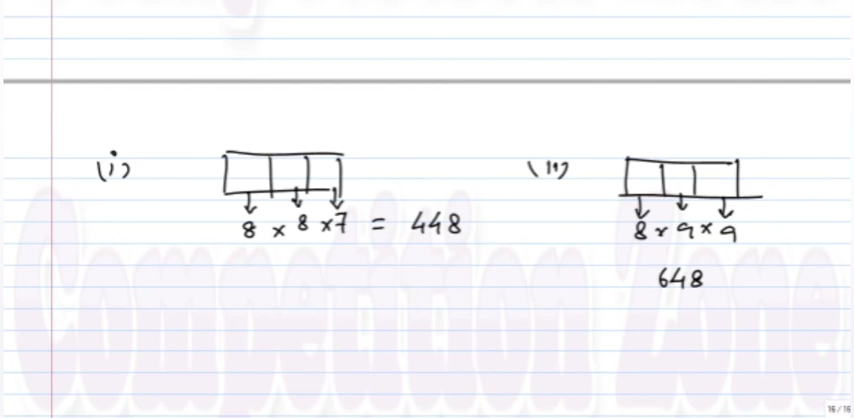 (i)
8 × 8 × 7 = 448
(ii)
8 × 9 × 9
648
Competition Zone
16 / 16